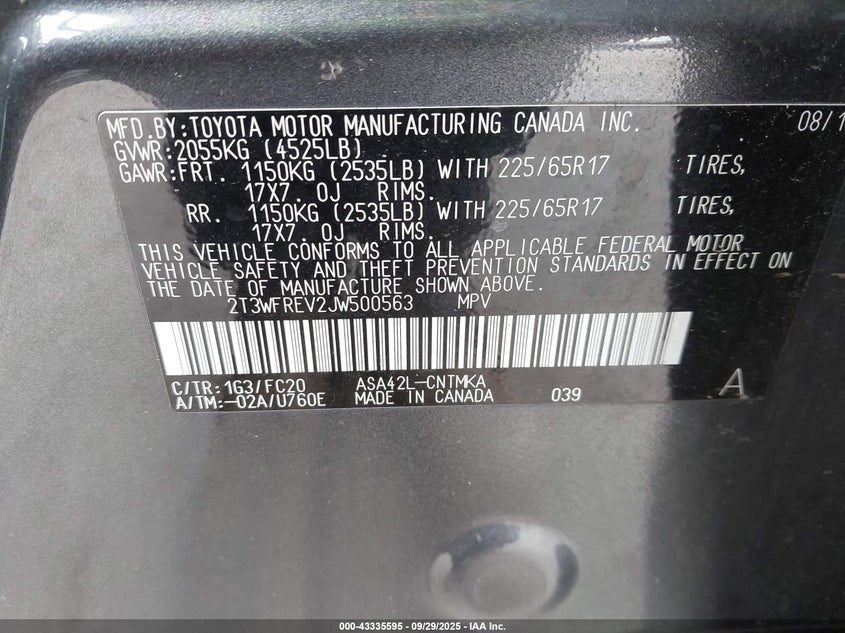 MFD.BY:TOYOTA MOTOR MANUFACTURING CANADA INC. 08/1
GVWR:2055KG (4525LB)
GAWR:FRT. 1150KG (2535LB) WITH 225/65R17 TIRES,
17X7.0J RIMS.
RR. 1150KG (2535LB) WITH 225/65R17 TIRES,
17X7.0J RIMS.
THIS VEHICLE CONFORMS TO ALL APPLICABLE FEDERAL MOTOR
VEHICLE SAFETY AND THEFT PREVENTION STANDARDS IN EFFECT ON
THE DATE OF MANUFACTURE SHOWN ABOVE.
2T3WFREV2JW500563 MPV
C/TR:1G3/FC20 ASA42L-CNTMKA
A/TM:-02A/U760E MADE IN CANADA 039 A
000-43335595 - 09/29/2025 - IAA Inc.